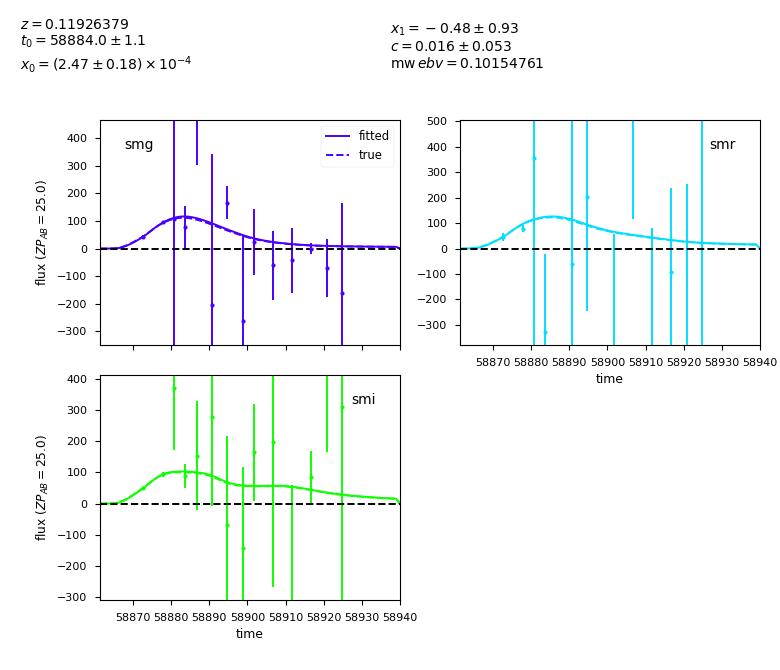 z = 0.11926379
t₀ = 58884.0 ± 1.1
x₀ = (2.47 ± 0.18) × 10⁻⁴
x₁ = −0.48 ± 0.93
c = 0.016 ± 0.053
mw ebv = 0.10154761
smg
fitted
true
400
300
200
100
0
−100
−200
−300
flux (ZP_AB = 25.0)
smr
500
400
300
200
100
0
−100
−200
−300
58870 58880 58890 58900 58910 58920 58930 58940
time
smi
400
300
200
100
0
−100
−200
−300
flux (ZP_AB = 25.0)
58870 58880 58890 58900 58910 58920 58930 58940
time